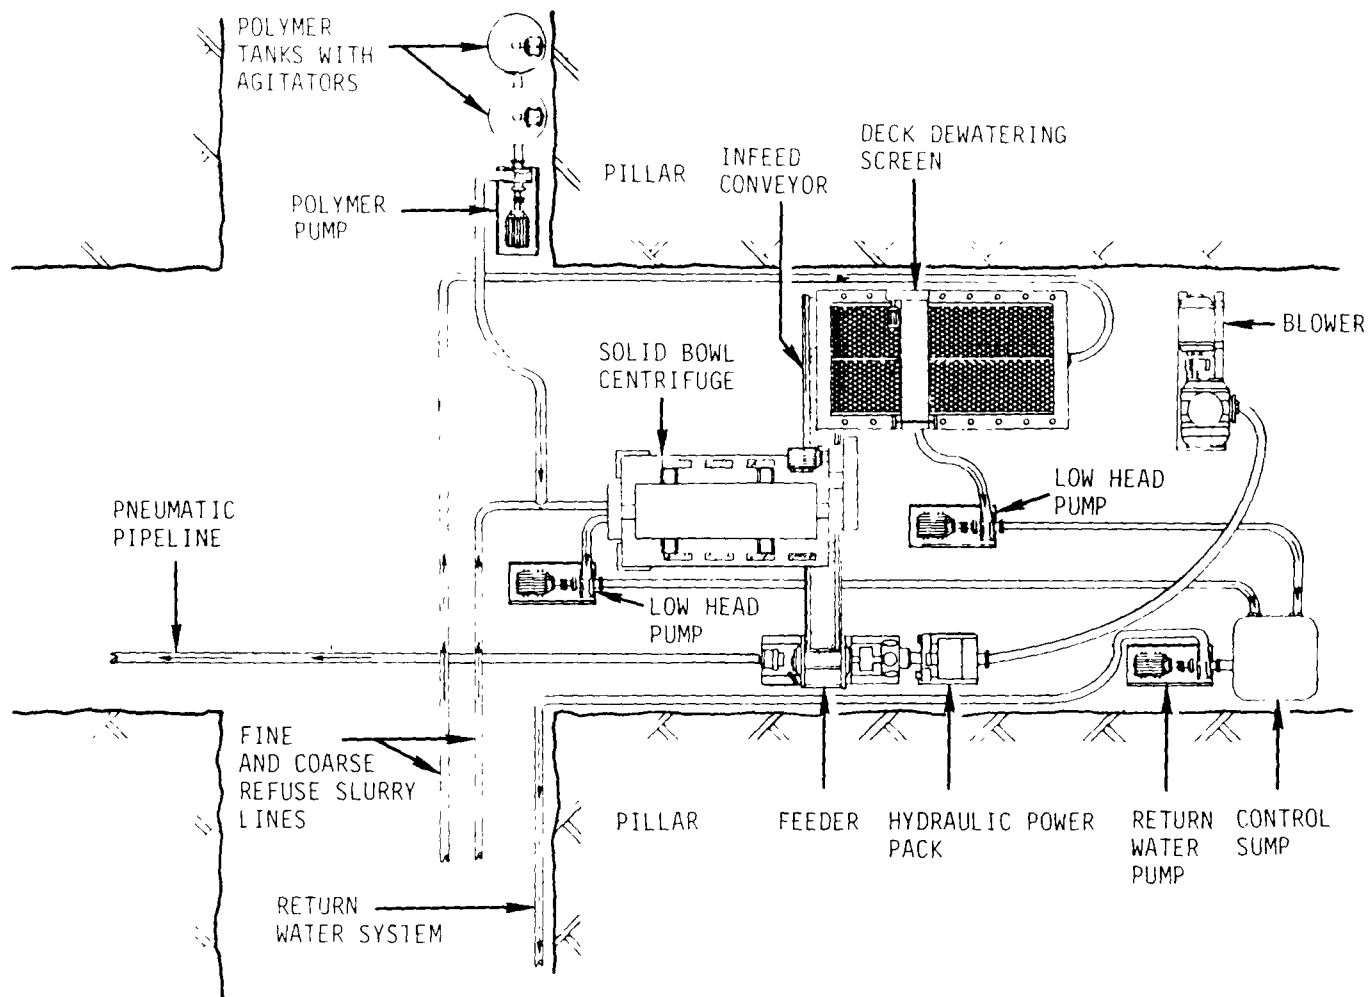 POLYMER
TANKS WITH
AGITATORS
POLYMER
PUMP
PILLAR
INFEED
CONVEYOR
DECK DEWATERING
SCREEN
BLOWER
SOLID BOWL
CENTRIFUGE
PNEUMATIC
PIPELINE
LOW HEAD
PUMP
LOW HEAD
PUMP
FINE
AND COARSE
REFUSE SLURRY
LINES
PILLAR
FEEDER
HYDRAULIC POWER
PACK
RETURN
WATER
PUMP
CONTROL
SUMP
RETURN
WATER SYSTEM